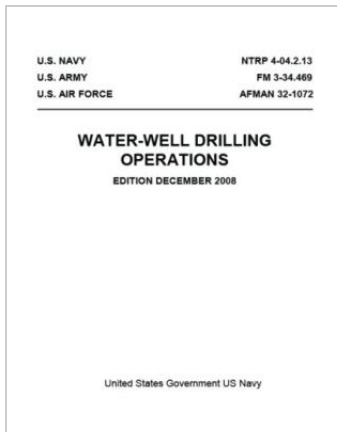 U.S. NAVY NTRP 4-04.2.13
U.S. ARMY FM 3-34.469
U.S. AIR FORCE AFMAN 32-1072
WATER-WELL DRILLING
OPERATIONS
EDITION DECEMBER 2008
United States Government US Navy